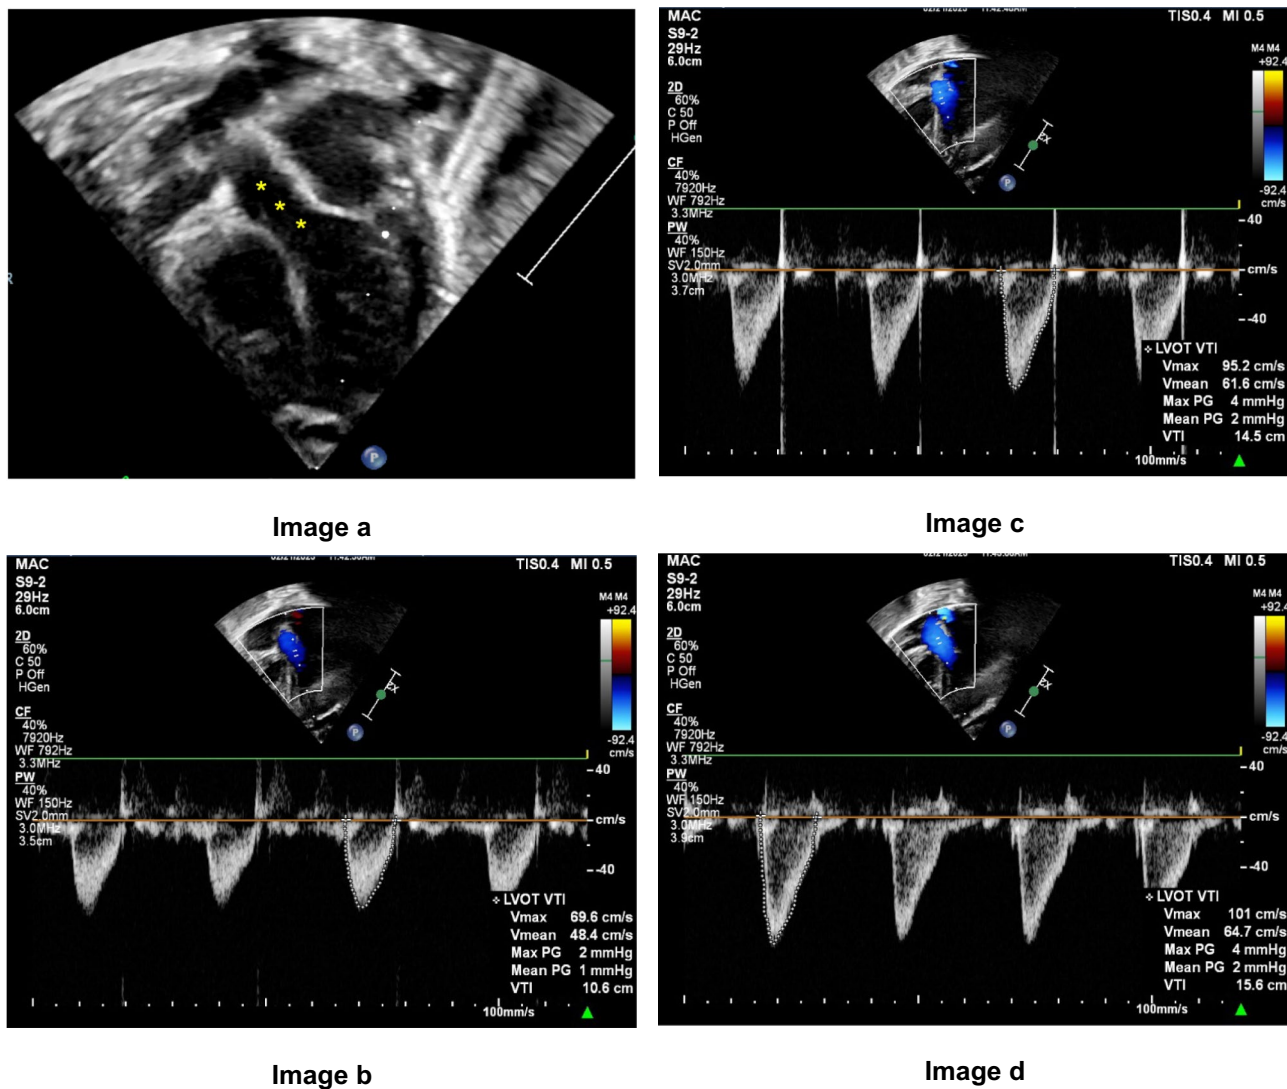 R
P
Image a
MAC
TIS0.4 MI 0.5
S9-2
29Hz
6.0cm
2D
60%
C 50
P Off
HGen
CF
40%
7920Hz
WF 792Hz
3.3MHz
PW
40%
WF 150Hz
SV2.0mm
3.0MHz
3.7cm
M4 M4
+92.4
-92.4
cm/s
P
40
cm/s
-40
LVOT VTI
Vmax 95.2 cm/s
Vmean 61.6 cm/s
Max PG 4 mmHg
Mean PG 2 mmHg
VTI 14.5 cm
100mm/s
Image c
MAC
TIS0.4 MI 0.5
S9-2
29Hz
6.0cm
2D
60%
C 50
P Off
HGen
CF
40%
7920Hz
WF 792Hz
3.3MHz
PW
40%
WF 150Hz
SV2.0mm
3.0MHz
3.5cm
M4 M4
+92.4
-92.4
cm/s
P
40
cm/s
-40
LVOT VTI
Vmax 69.6 cm/s
Vmean 48.4 cm/s
Max PG 2 mmHg
Mean PG 1 mmHg
VTI 10.6 cm
100mm/s
Image b
MAC
TIS0.4 MI 0.5
S9-2
29Hz
6.0cm
2D
60%
C 50
P Off
HGen
CF
40%
7920Hz
WF 792Hz
3.3MHz
PW
40%
WF 150Hz
SV2.0mm
3.0MHz
3.9cm
M4 M4
+92.4
-92.4
cm/s
P
40
cm/s
-40
LVOT VTI
Vmax 101 cm/s
Vmean 64.7 cm/s
Max PG 4 mmHg
Mean PG 2 mmHg
VTI 15.6 cm
100mm/s
Image d